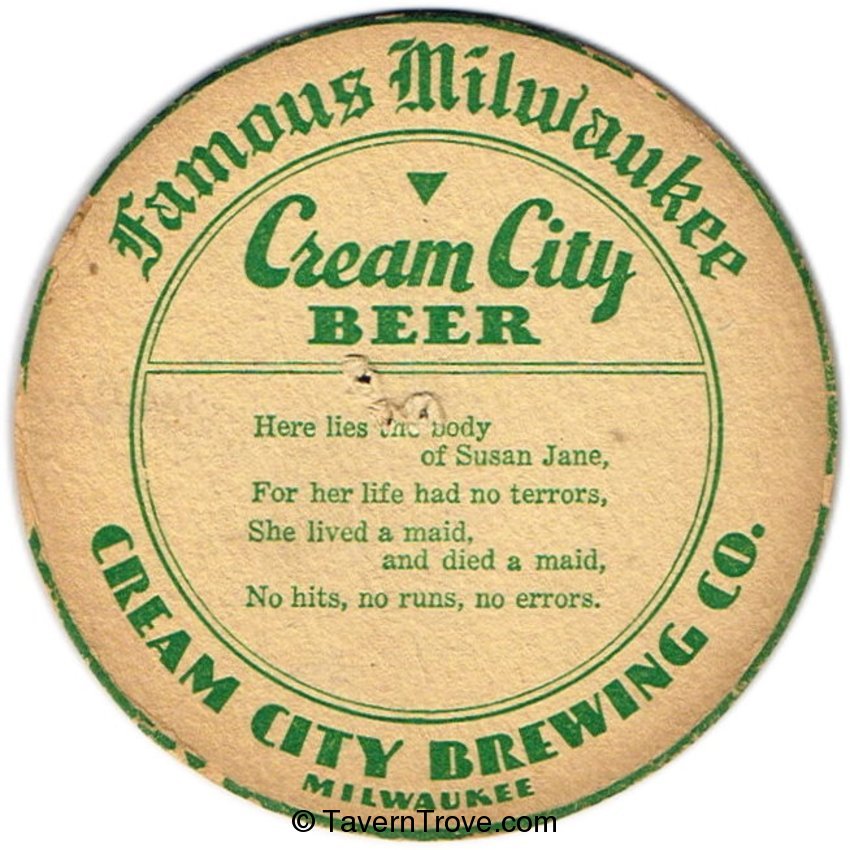 Famous Milwaukee
Cream City
BEER
Here lies the body
of Susan Jane,
For her life had no terrors,
She lived a maid,
and died a maid,
No hits, no runs, no errors.
CREAM CITY BREWING CO.
MILWAUKEE
© TavernTrove.com